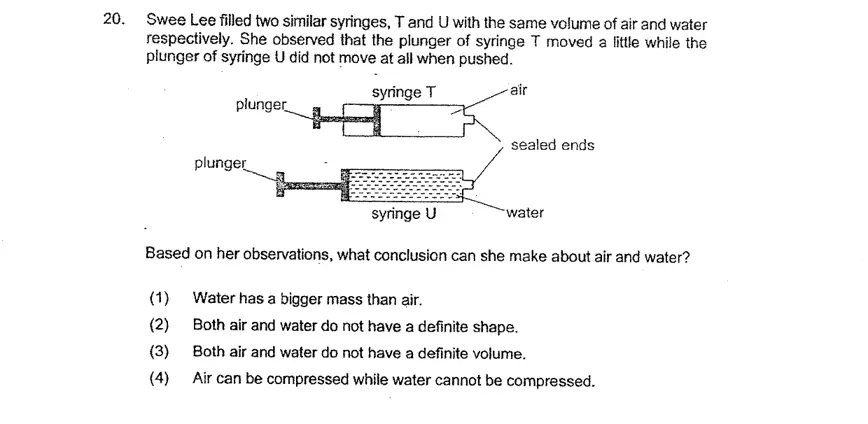 20. Swee Lee filled two similar syringes, T and U with the same volume of air and water
respectively. She observed that the plunger of syringe T moved a little while the
plunger of syringe U did not move at all when pushed.
syringe T
air
plunger
sealed ends
plunger
syringe U
water
Based on her observations, what conclusion can she make about air and water?
(1) Water has a bigger mass than air.
(2) Both air and water do not have a definite shape.
(3) Both air and water do not have a definite volume.
(4) Air can be compressed while water cannot be compressed.